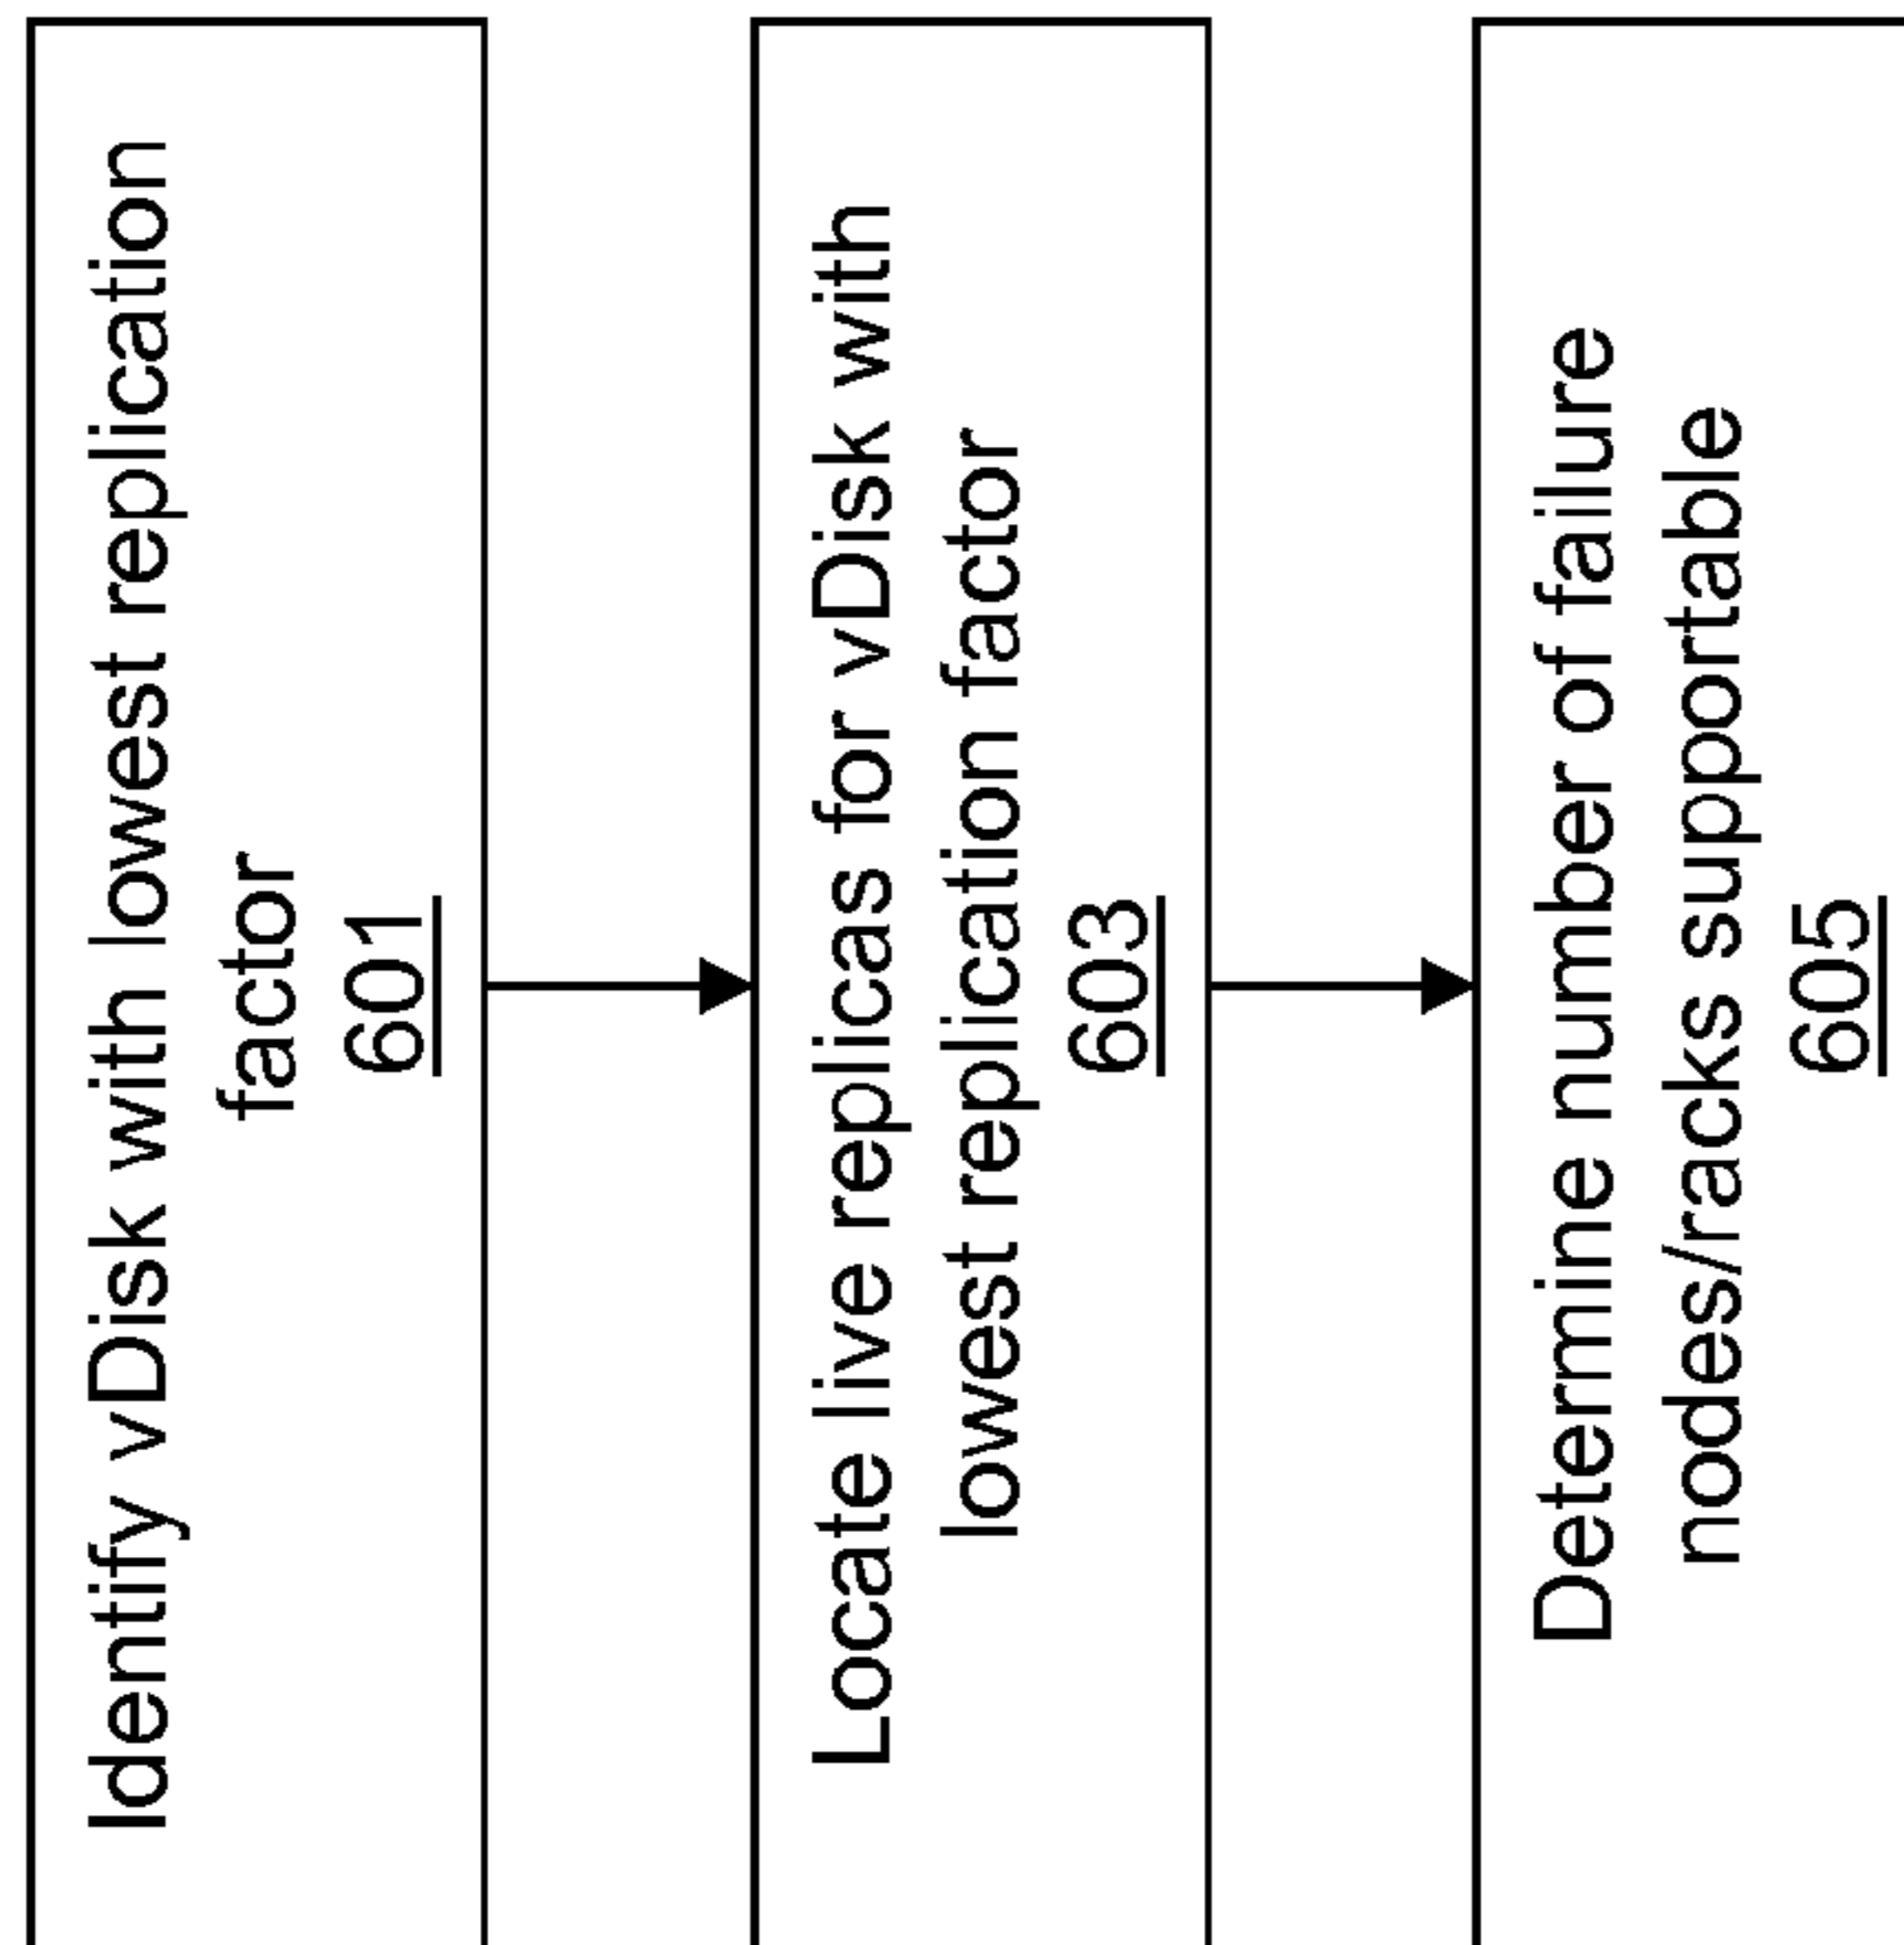 Identify vDisk with lowest replication
factor
601
Locate live replicas for vDisk with
lowest replication factor
603
Determine number of failure
nodes/racks supportable
605